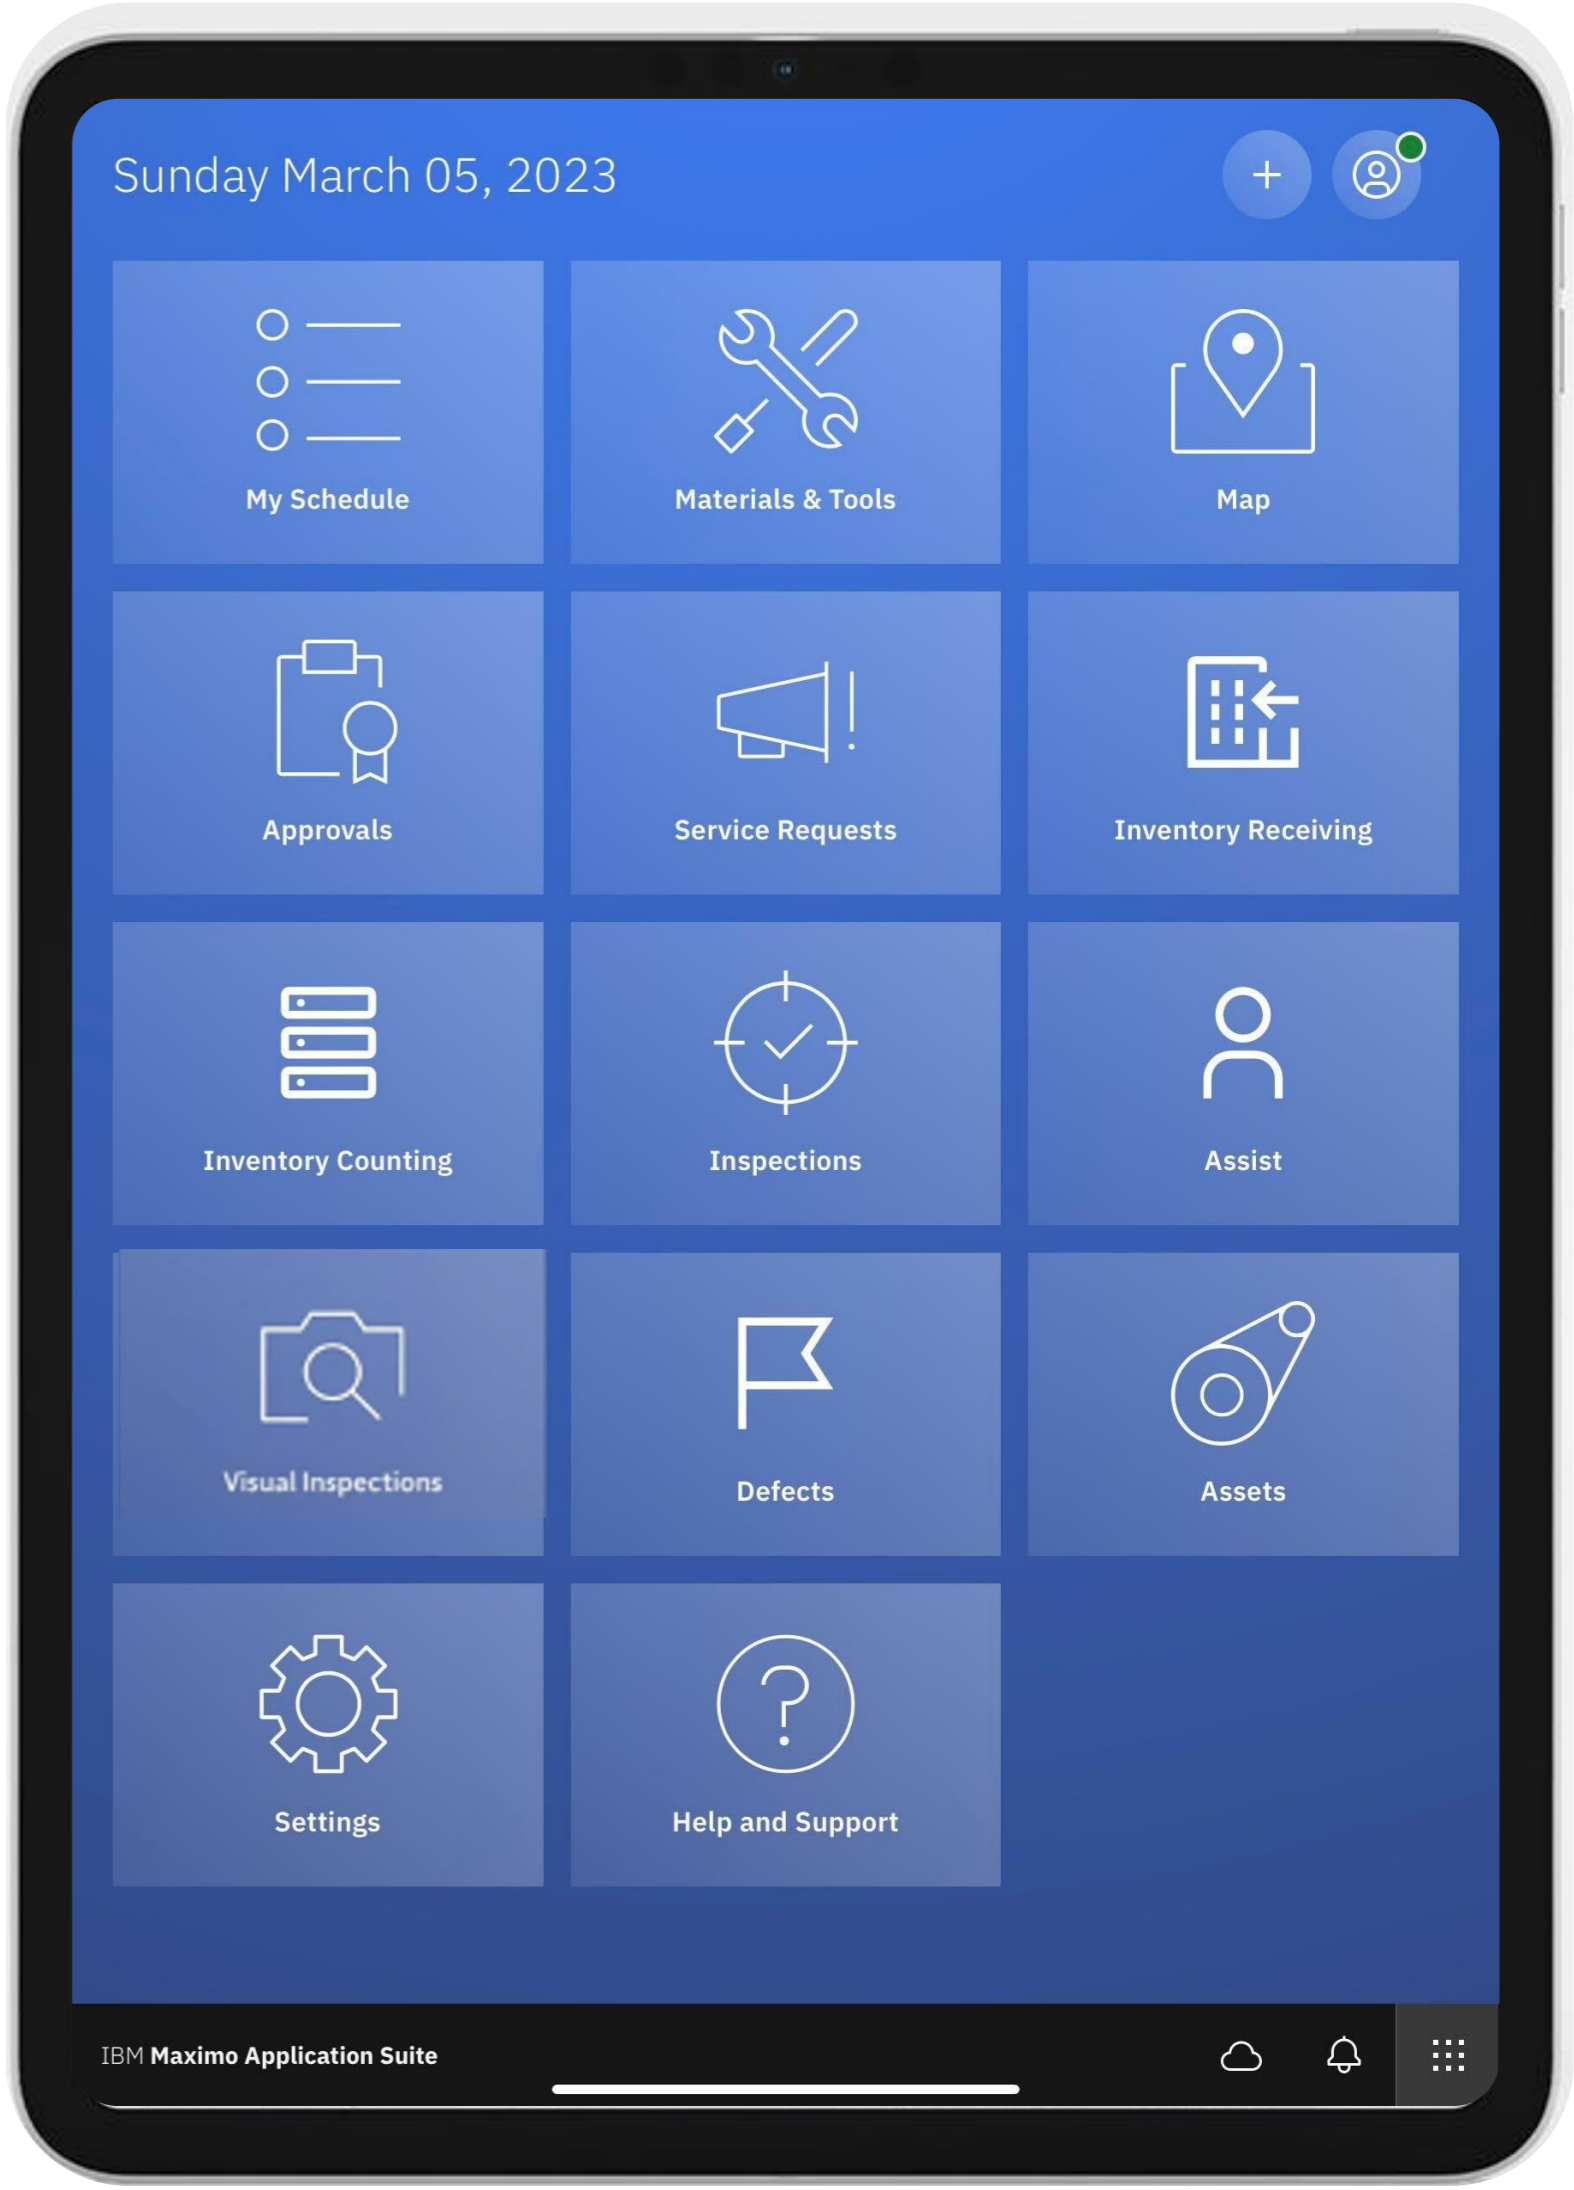 Sunday March 05, 2023
My Schedule
Materials & Tools
Map
Approvals
Service Requests
Inventory Receiving
Inventory Counting
Inspections
Assist
Visual Inspections
Defects
Assets
Settings
Help and Support
IBM Maximo Application Suite